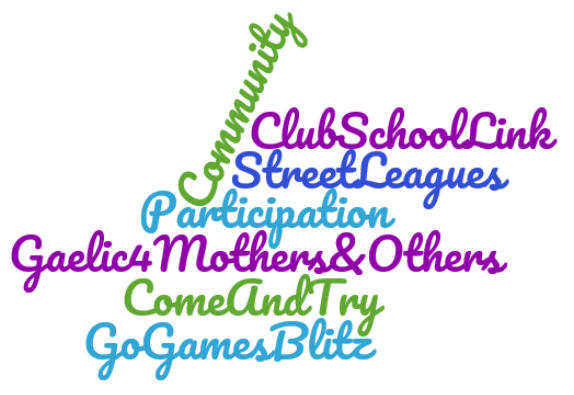 Community
ClubSchoolLink
StreetLeagues
Participation
Gaelic4Mothers&Others
ComeAndTry
GoGamesBlitz